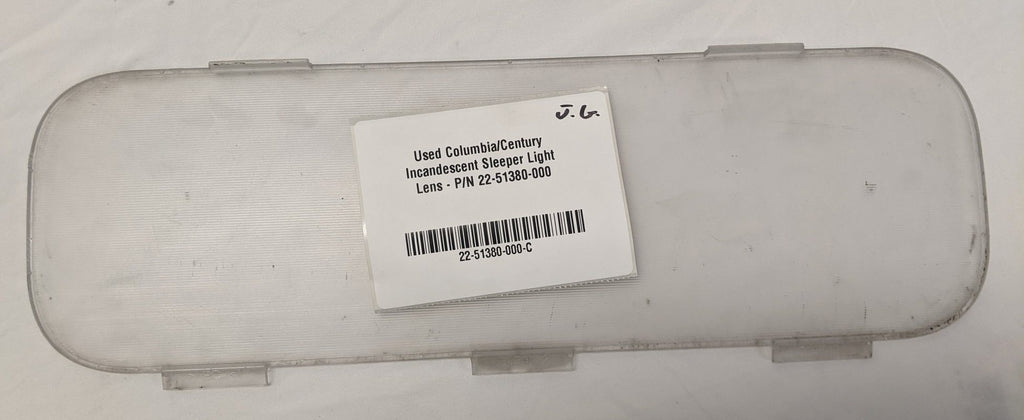 J.G.
Used Columbia/Century
Incandescent Sleeper Light
Lens - P/N 22-51380-000
22-51380-000-C